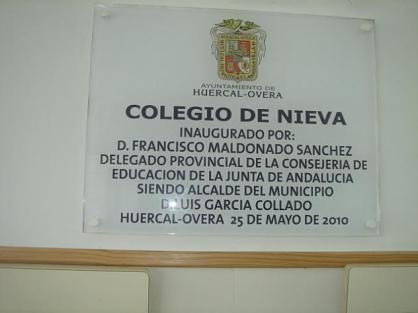 AYUNTAMIENTO DE
HUERCAL-OVERA
COLEGIO DE NIEVA
INAUGURADO POR:
D. FRANCISCO MALDONADO SANCHEZ
DELEGADO PROVINCIAL DE LA CONSEJERIA DE
EDUCACION DE LA JUNTA DE ANDALUCIA
SIENDO ALCALDE DEL MUNICIPIO
D.LUIS GARCIA COLLADO
HUERCAL-OVERA 25 DE MAYO DE 2010